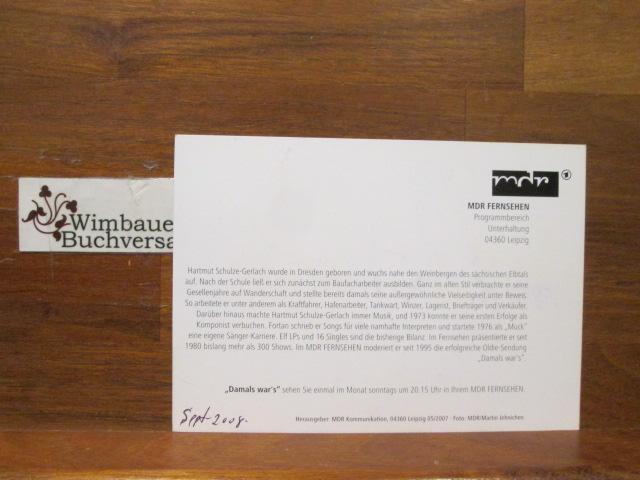 mdr
MDR FERNSEHEN
Programmbereich
Unterhaltung
04360 Leipzig
Wimbaue
Buchversa
Hartmut Schulze-Gerlach wurde in Dresden geboren und wuchs nahe den Weinbergen des sächsischen Elbtals
auf. Nach der Schule ließ er sich zunächst zum Baufacharbeiter ausbilden. Ganz im alten Stil verbrachte er seine
Gesellenjahre auf Wanderschaft und stellte bereits damals seine außergewöhnliche Vielseitigkeit unter Beweis.
So arbeitete er unter anderem als Kraftfahrer, Hafenarbeiter, Tankwart, Winzer, Lagerist, Briefträger und Verkäufer.
Darüber hinaus machte Hartmut Schulze-Gerlach immer Musik, und 1973 konnte er seine ersten Erfolge als
Komponist verbuchen. Fortan schrieb er Songs für viele namhafte Interpreten und startete 1976 als „Muck"
eine eigene Sänger-Karriere. Elf LPs und 16 Singles sind die bisherige Bilanz. Im Fernsehen präsentierte er seit
1980 bislang mehr als 300 Shows. Im MDR FERNSEHEN moderiert er seit 1995 die erfolgreiche Oldie-Sendung
„Damals war's".
„Damals war's" sehen Sie einmal im Monat sonntags um 20.15 Uhr in Ihrem MDR FERNSEHEN.
Sept. 2008.
Herausgeber: MDR Kommunikation, 04360 Leipzig 05/2007 · Foto: MDR/Martin Jehnichen